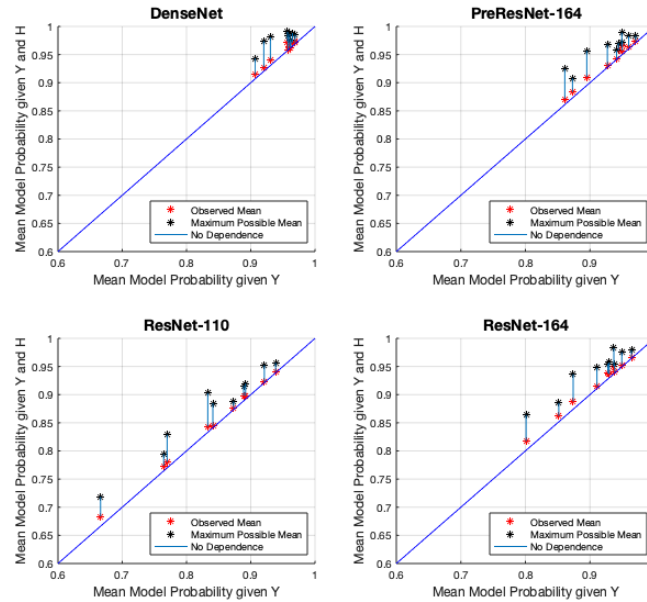 DenseNet
Mean Model Probability given Y and H
1
0.95
0.9
0.85
0.8
0.75
0.7
0.65
0.6
Observed Mean
Maximum Possible Mean
No Dependence
0.6 0.7 0.8 0.9 1
Mean Model Probability given Y
PreResNet-164
Mean Model Probability given Y and H
1
0.95
0.9
0.85
0.8
0.75
0.7
0.65
0.6
Observed Mean
Maximum Possible Mean
No Dependence
0.6 0.7 0.8 0.9
Mean Model Probability given Y
ResNet-110
Mean Model Probability given Y and H
1
0.95
0.9
0.85
0.8
0.75
0.7
0.65
0.6
Observed Mean
Maximum Possible Mean
No Dependence
0.6 0.7 0.8 0.9 1
Mean Model Probability given Y
ResNet-164
Mean Model Probability given Y and H
1
0.95
0.9
0.85
0.8
0.75
0.7
0.65
0.6
Observed Mean
Maximum Possible Mean
No Dependence
0.6 0.7 0.8 0.9
Mean Model Probability given Y